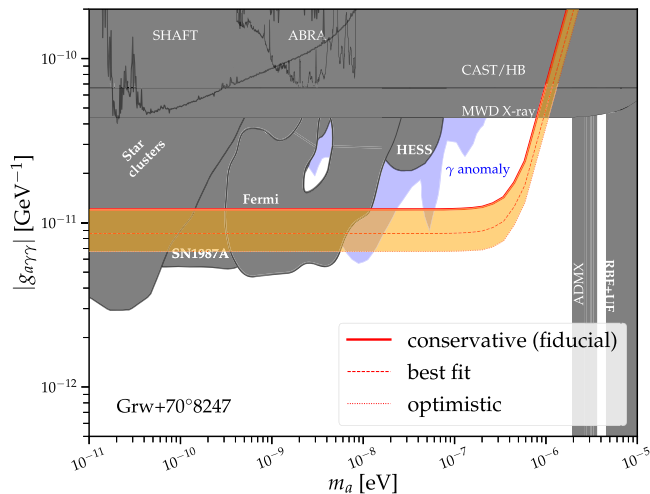 10⁻¹⁰
10⁻¹¹
10⁻¹²
|g_{aγγ}| [GeV⁻¹]
SHAFT
ABRA
CAST/HB
MWD X-ray
Star
clusters
HESS
γ anomaly
Fermi
SN1987A
ADMX
RBF+UF
conservative (fiducial)
best fit
optimistic
Grw+70°8247
10⁻¹¹
10⁻¹⁰
10⁻⁹
10⁻⁸
10⁻⁷
10⁻⁶
10⁻⁵
m_a [eV]